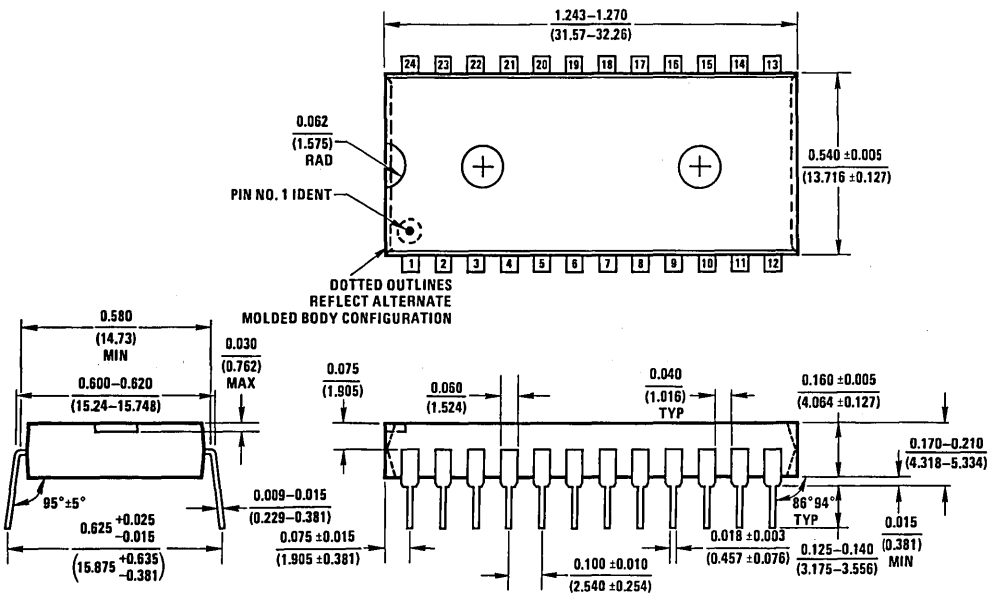 1.243–1.270
(31.57–32.26)
24 23 22 21 20 19 18 17 16 15 14 13
0.062
(1.575)
RAD
0.540 ±0.005
(13.716 ±0.127)
PIN NO. 1 IDENT
1 2 3 4 5 6 7 8 9 10 11 12
DOTTED OUTLINES
REFLECT ALTERNATE
MOLDED BODY CONFIGURATION
0.580
(14.73)
MIN
0.030
(0.762)
MAX
0.600–0.620
(15.24–15.748)
95°±5°
0.009–0.015
(0.229–0.381)
0.625 +0.025 −0.015
(15.875 +0.635 −0.381)
0.075
(1.905)
0.060
(1.524)
0.040
(1.016)
TYP
0.160 ±0.005
(4.064 ±0.127)
0.170–0.210
(4.318–5.334)
86°94°
TYP
0.015
(0.381)
MIN
0.075 ±0.015
(1.905 ±0.381)
0.100 ±0.010
(2.540 ±0.254)
0.018 ±0.003
(0.457 ±0.076)
0.125–0.140
(3.175–3.556)